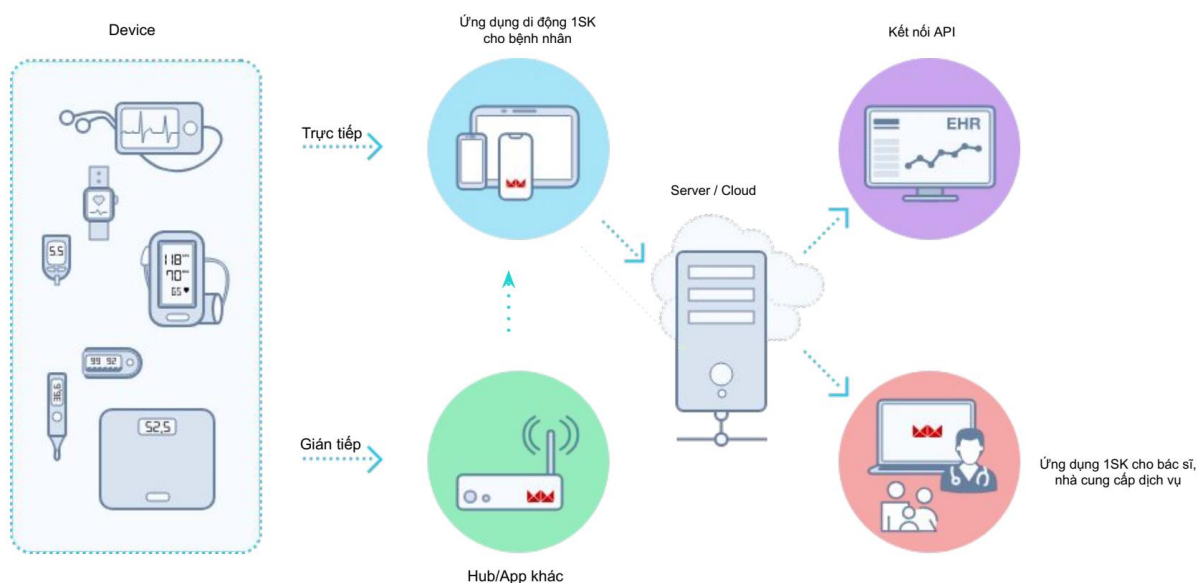 Device
Ứng dụng di động 1SK
cho bệnh nhân
Kết nối API
Trực tiếp
EHR
Server / Cloud
5.5
118
70
65
99 92
36,6
52,5
Gián tiếp
Ứng dụng 1SK cho bác sĩ,
nhà cung cấp dịch vụ
Hub/App khác